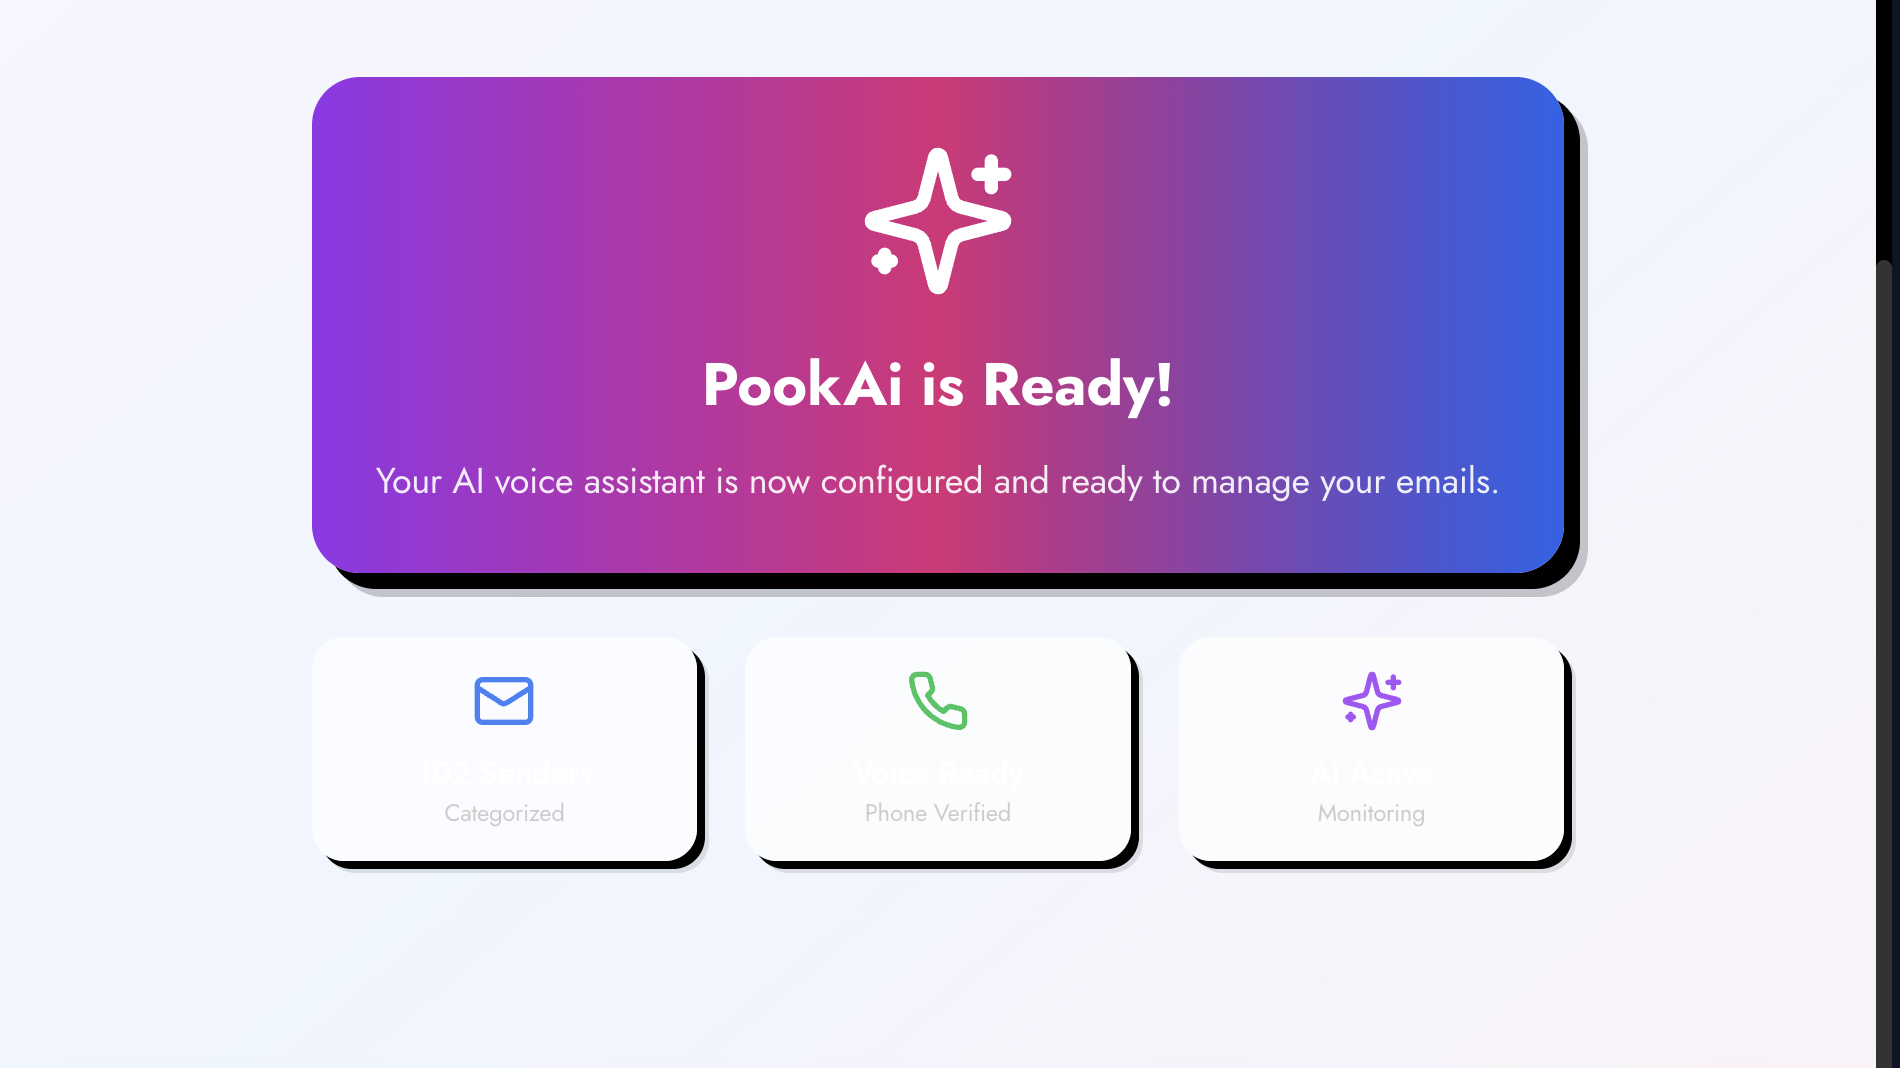 PookAi is Ready!
Your AI voice assistant is now configured and ready to manage your emails.
102 Senders
Categorized
Voice Ready
Phone Verified
AI Active
Monitoring